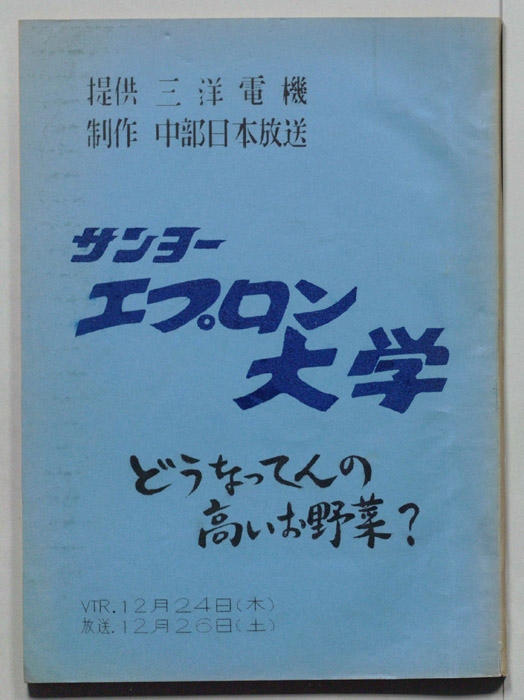 提供 三洋電機
制作 中部日本放送
サンヨー
エプロン
大学
どうなってんの
高いお野菜?
VTR.12月24日(木)
放送.12月26日(土)